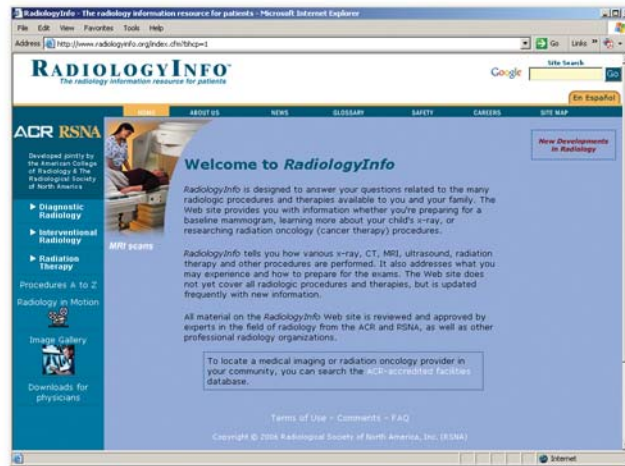 RadiologyInfo - The radiology information resource for patients - Microsoft Internet Explorer
File Edit View Favorites Tools Help
Address http://www.radiologyinfo.org/index.cfm?bhcp=1 Go Links »
RADIOLOGYINFO™
The radiology information resource for patients
Google
Site Search
Go
En Español
HOME ABOUT US NEWS GLOSSARY SAFETY CAREERS SITE MAP
ACR RSNA
Developed jointly by
the American College
of Radiology & The
Radiological Society
of North America
Diagnostic
Radiology
Interventional
Radiology
Radiation
Therapy
Procedures A to Z
Radiology in Motion
Image Gallery
Downloads for
physicians
MRI scans
New Developments
in Radiology
Welcome to RadiologyInfo
RadiologyInfo is designed to answer your questions related to the many
radiologic procedures and therapies available to you and your family. The
Web site provides you with information whether you're preparing for a
baseline mammogram, learning more about your child's x-ray, or
researching radiation oncology (cancer therapy) procedures.
RadiologyInfo tells you how various x-ray, CT, MRI, ultrasound, radiation
therapy and other procedures are performed. It also addresses what you
may experience and how to prepare for the exams. The Web site does
not yet cover all radiologic procedures and therapies, but is updated
frequently with new information.
All material on the RadiologyInfo Web site is reviewed and approved by
experts in the field of radiology from the ACR and RSNA, as well as other
professional radiology organizations.
To locate a medical imaging or radiation oncology provider in
your community, you can search the ACR-accredited facilities
database.
Terms of Use - Comments - FAQ
Copyright © 2006 Radiological Society of North America, Inc. (RSNA)
Internet